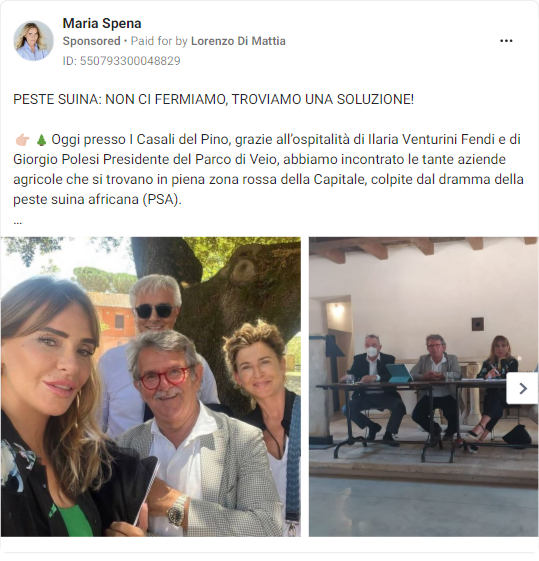 Maria Spena
Sponsored • Paid for by Lorenzo Di Mattia
ID: 550793300048829
PESTE SUINA: NON CI FERMIAMO, TROVIAMO UNA SOLUZIONE!
👉🏻 🌲 Oggi presso I Casali del Pino, grazie all'ospitalità di Ilaria Venturini Fendi e di
Giorgio Polesi Presidente del Parco di Veio, abbiamo incontrato le tante aziende
agricole che si trovano in piena zona rossa della Capitale, colpite dal dramma della
peste suina africana (PSA).
...